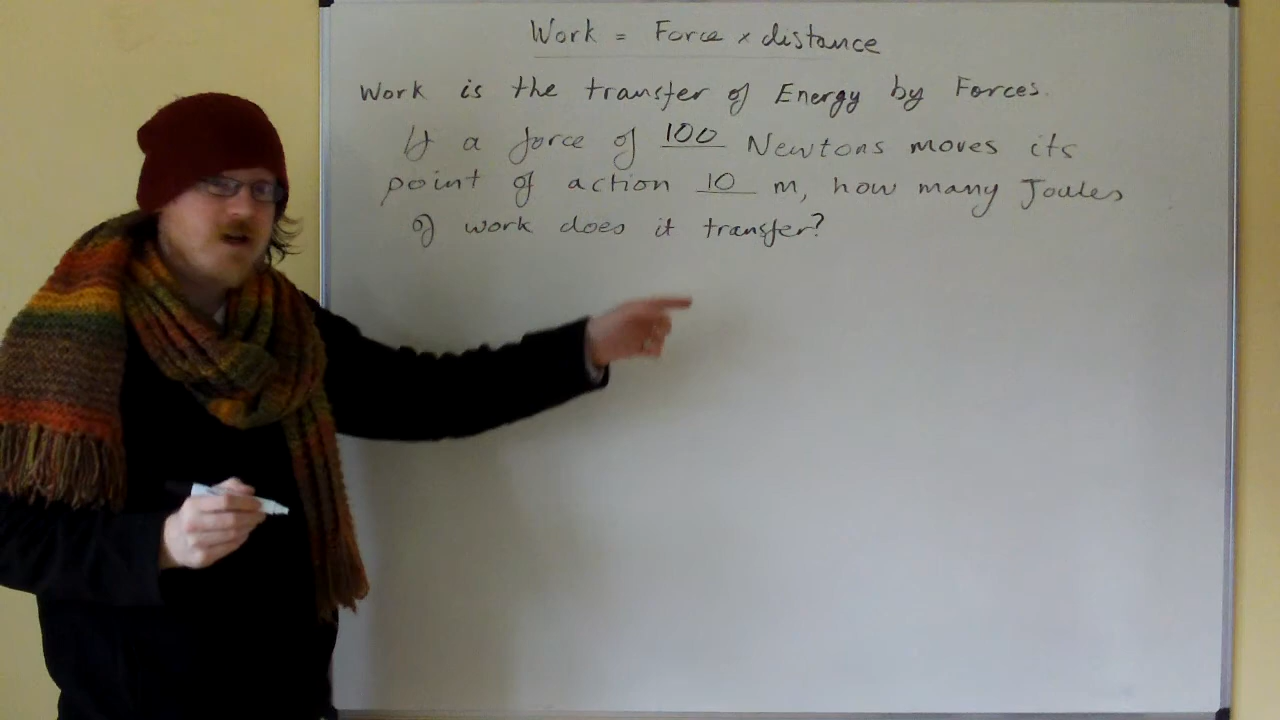 Work = Force × distance
Work is the transfer of Energy by Forces.
If a force of 100 Newtons moves its
point of action 10 m, how many Joules
of work does it transfer?